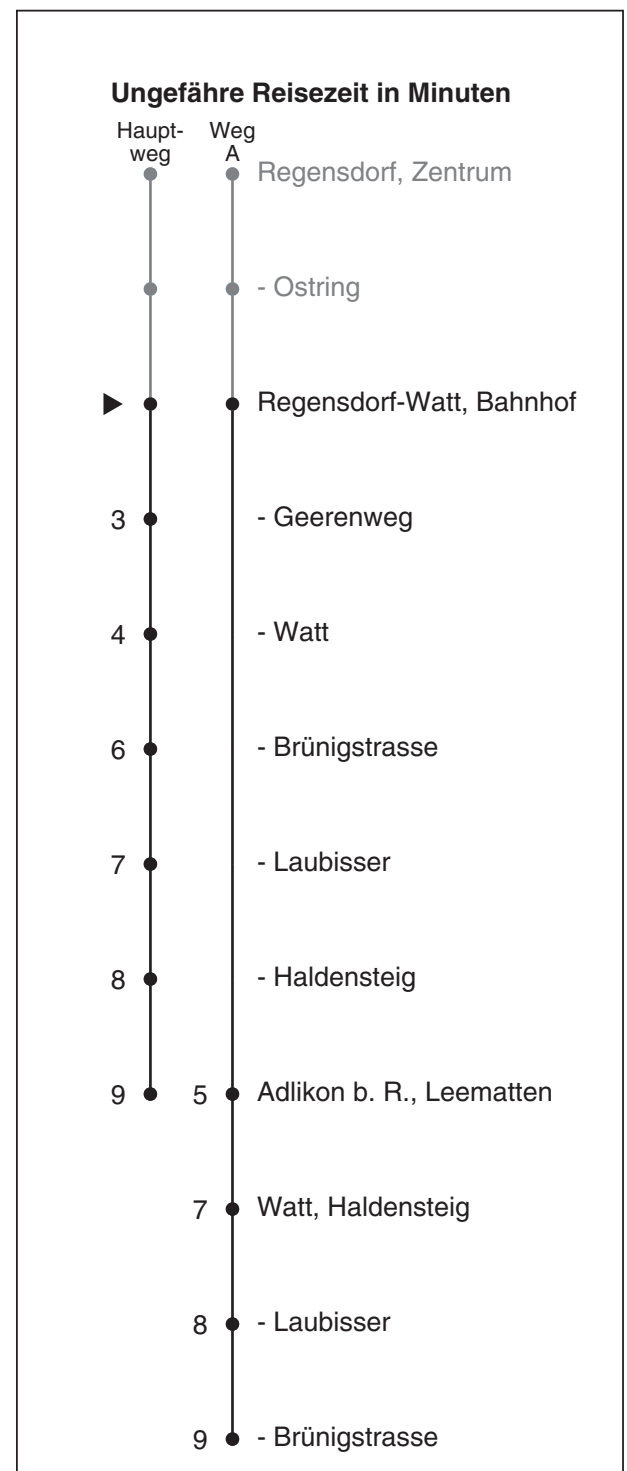 Ungefähre Reisezeit in Minuten
Haupt- Weg
weg A
Regensdorf, Zentrum
- Ostring
Regensdorf-Watt, Bahnhof
3 - Geerenweg
4 - Watt
6 - Brünigstrasse
7 - Laubisser
8 - Haldensteig
9 5 Adlikon b. R., Leematten
7 Watt, Haldensteig
8 - Laubisser
9 - Brünigstrasse